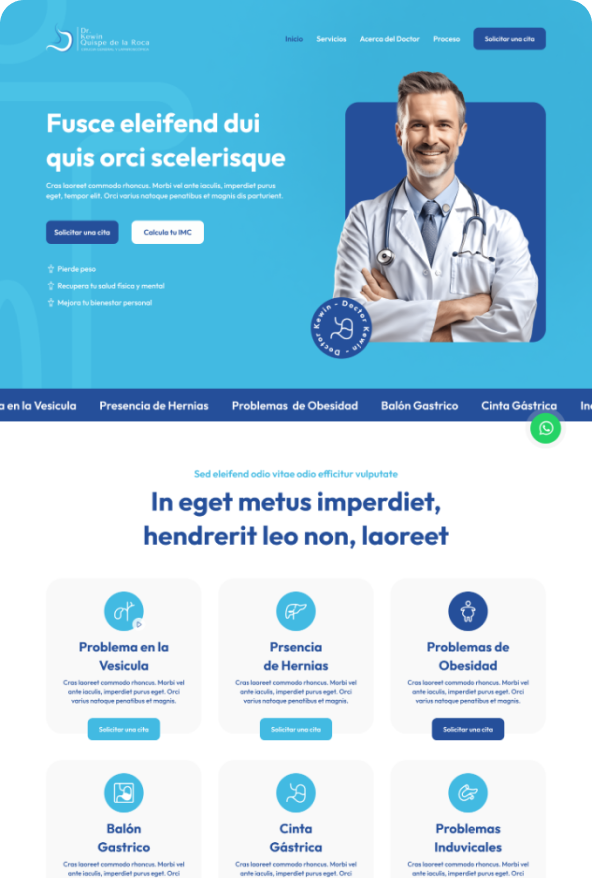 Dr.
Kewin
Quispe de la Roca
Inicio Servicios Acerca del Doctor Proceso Solicitar una cita
Fusce eleifend dui
quis orci scelerisque
Cras laoreet commodo rhoncus. Morbi vel ante iaculis, imperdiet purus
eget, tempor elit. Orci varius natoque penatibus et magnis dis parturient.
Solicitar una cita Calcula tu IMC
Pierde peso
Recupera tu salud física y mental
Mejora tu bienestar personal
Doctor Kewin - Doctor Kewin -
a en la Vesicula Presencia de Hernias Problemas de Obesidad Balón Gastrico Cinta Gástrica In
Sed eleifend odio vitae odio efficitur vulputate
In eget metus imperdiet,
hendrerit leo non, laoreet
Problema en la
Vesicula
Cras laoreet commodo rhoncus. Morbi vel
ante iaculis, imperdiet purus eget. Orci
varius natoque penatibus et magnis.
Solicitar una cita
Prsencia
de Hernias
Cras laoreet commodo rhoncus. Morbi vel
ante iaculis, imperdiet purus eget. Orci
varius natoque penatibus et magnis.
Solicitar una cita
Problemas de
Obesidad
Cras laoreet commodo rhoncus. Morbi vel
ante iaculis, imperdiet purus eget. Orci
varius natoque penatibus et magnis.
Solicitar una cita
Balón
Gastrico
Cras laoreet commodo rhoncus. Morbi vel
ante iaculis, imperdiet purus eget. Orci
Cinta
Gástrica
Cras laoreet commodo rhoncus. Morbi vel
ante iaculis, imperdiet purus eget. Orci
Problemas
Induvicales
Cras laoreet commodo rhoncus. Morbi vel
ante iaculis, imperdiet purus eget. Orci